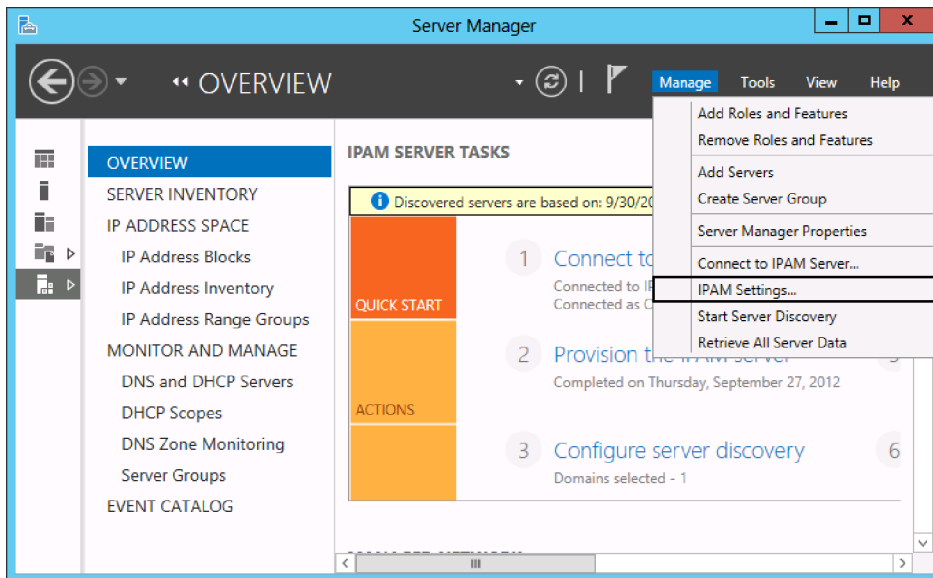 Server Manager
OVERVIEW
Manage Tools View Help
Add Roles and Features
Remove Roles and Features
Add Servers
Create Server Group
Server Manager Properties
Connect to IPAM Server...
IPAM Settings...
Start Server Discovery
Retrieve All Server Data
OVERVIEW
SERVER INVENTORY
IP ADDRESS SPACE
IP Address Blocks
IP Address Inventory
IP Address Range Groups
MONITOR AND MANAGE
DNS and DHCP Servers
DHCP Scopes
DNS Zone Monitoring
Server Groups
EVENT CATALOG
IPAM SERVER TASKS
Discovered servers are based on: 9/30/20
QUICK START
ACTIONS
1 Connect to
Connected to
Connected as
2 Provision the IPAM server
Completed on Thursday, September 27, 2012
3 Configure server discovery
Domains selected - 1
6